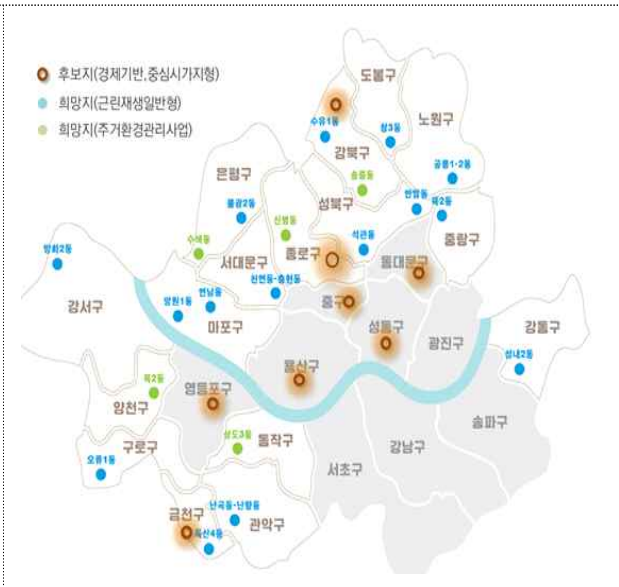 후보지(경제기반,중심시가지형)
희망지(근린재생일반형)
희망지(주거환경관리사업)
도봉구
노원구
수유1동
창3동
강북구
공릉1-2동
은평구
송중동
성북구
안암동
묵2동
불광2동
신영동
석관동
중랑구
수색동
종로구
서대문구
동대문구
방화2동
천연동-충현동
연남동
망원1동
중구
강서구
마포구
성동구
광진구
강동구
성내2동
용산구
목2동
영등포구
양천구
송파구
상도3동
동작구
강남구
구로구
서초구
오류1동
난곡동-난향동
금천구
관악구
독산4동